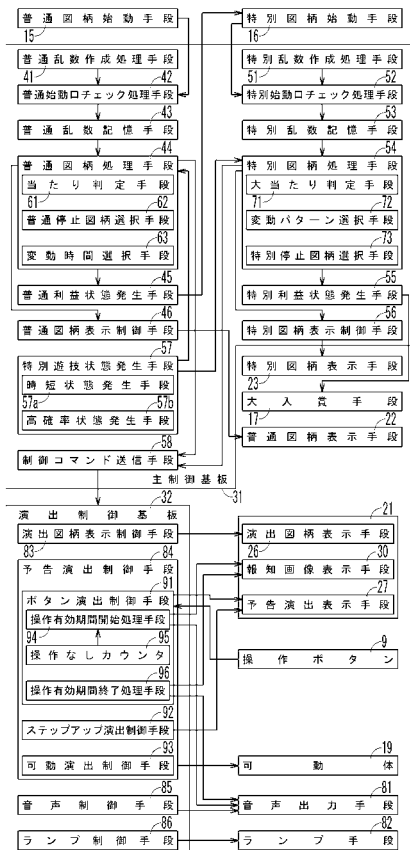 普通図柄始動手段
15
普通乱数作成処理手段
41
42
普通始動口チェック処理手段
43
普通乱数記憶手段
44
普通図柄処理手段
当たり判定手段
61
62
普通停止図柄選択手段
63
変動時間選択手段
45
普通利益状態発生手段
46
普通図柄表示制御手段
57
特別遊技状態発生手段
時短状態発生手段
57a
57b
高確率状態発生手段
58
制御コマンド送信手段
特別図柄始動手段
16
特別乱数作成処理手段
51
52
特別始動口チェック処理手段
53
特別乱数記憶手段
54
特別図柄処理手段
大当たり判定手段
71
72
変動パターン選択手段
73
特別停止図柄選択手段
55
特別利益状態発生手段
56
特別図柄表示制御手段
特別図柄表示手段
23
大入賞手段
17
22
普通図柄表示手段
主制御基板
31
32
演出制御基板
演出図柄表示制御手段
83
84
予告演出制御手段
91
ボタン演出制御手段
操作有効期間開始処理手段
94
95
操作なしカウンタ
96
操作有効期間終了処理手段
92
ステップアップ演出制御手段
93
可動演出制御手段
85
音声制御手段
86
ランプ制御手段
21
演出図柄表示手段
26
30
報知画像表示手段
27
予告演出表示手段
9
操作ボタン
19
可動体
81
音声出力手段
82
ランプ手段